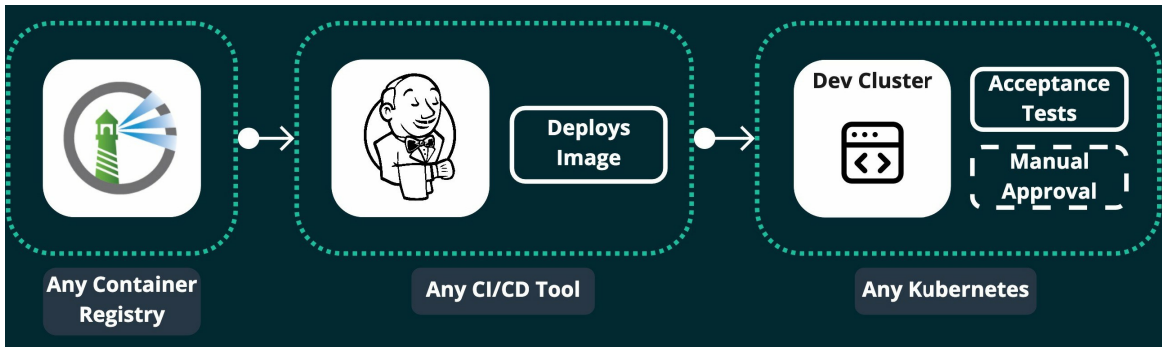 Dev Cluster
Acceptance
Tests
Deploys
Image
Manual
Approval
Any Container
Registry
Any CI/CD Tool
Any Kubernetes